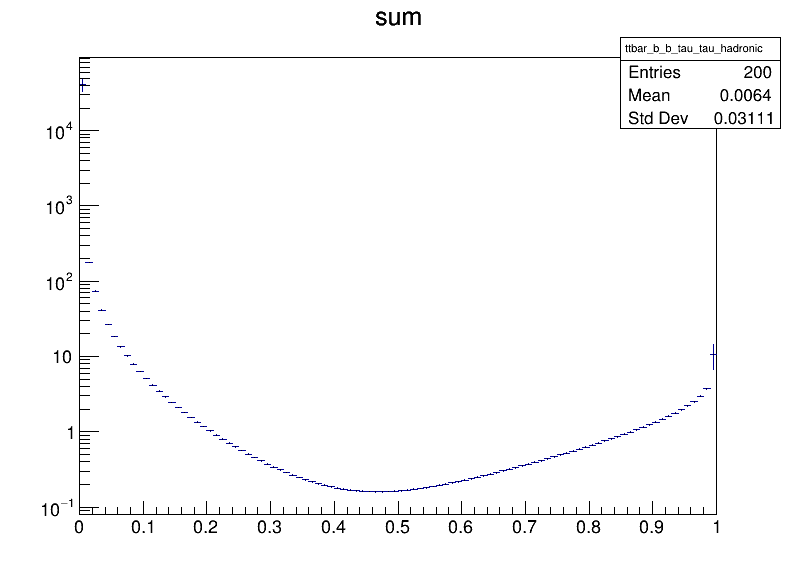 sum
ttbar_b_b_tau_tau_hadronic
Entries 200
Mean 0.0064
Std Dev 0.03111
10^4
10^3
10^2
10
1
10^-1
0 0.1 0.2 0.3 0.4 0.5 0.6 0.7 0.8 0.9 1